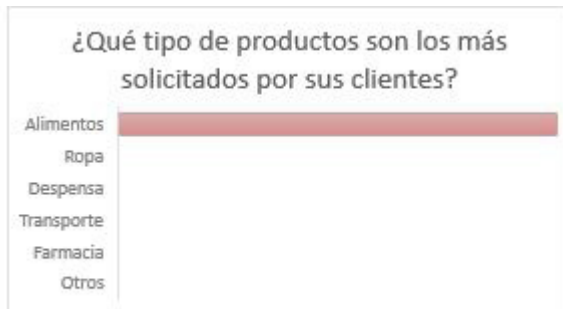 ¿Qué tipo de productos son los más
solicitados por sus clientes?
Alimentos
Ropa
Despensa
Transporte
Farmacia
Otros